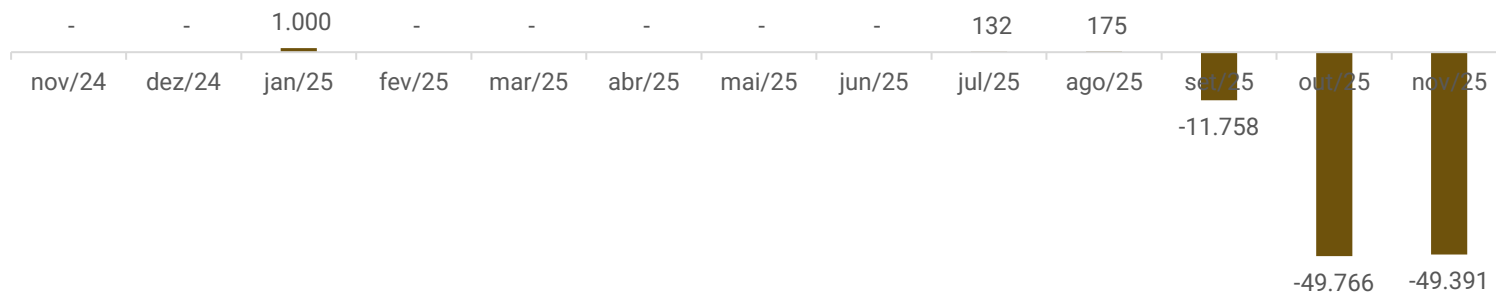 - - 1.000 - - - - - 132 175
nov/24 dez/24 jan/25 fev/25 mar/25 abr/25 mai/25 jun/25 jul/25 ago/25 set/25 out/25 nov/25
-11.758
-49.766 -49.391